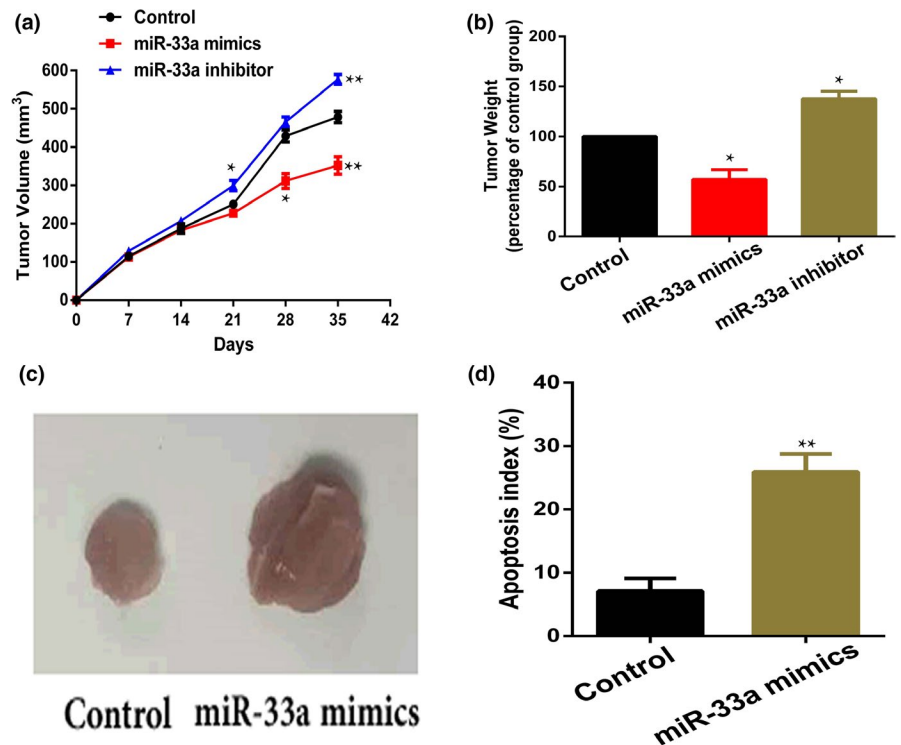 (a)
Control
miR-33a mimics
miR-33a inhibitor
Tumor Volume (mm³)
600
500
400
300
200
100
0
**
**
*
*
0 7 14 21 28 35 42
Days
(b)
Tumor Weight
(percentage of control group)
100
150
100
50
0
*
*
Control
miR-33a mimics
miR-33a inhibitor
(c)
Control miR-33a mimics
(d)
Apoptosis index (%)
40
30
20
10
0
**
Control
miR-33a mimics